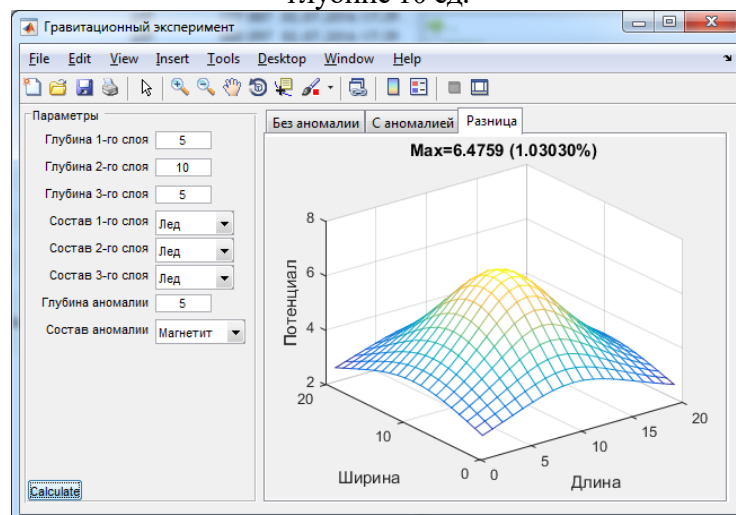 глубине 10 ед.
Гравитационный эксперимент
File Edit View Insert Tools Desktop Window Help
Параметры
Глубина 1-го слоя 5
Глубина 2-го слоя 10
Глубина 3-го слоя 5
Состав 1-го слоя Лед
Состав 2-го слоя Лед
Состав 3-го слоя Лед
Глубина аномалии 5
Состав аномалии Магнетит
Calculate
Без аномалии С аномалией Разница
Max=6.4759 (1.03030%)
Потенциал
8
6
4
2
20
10
0
Ширина
0
5
10
15
20
Длина